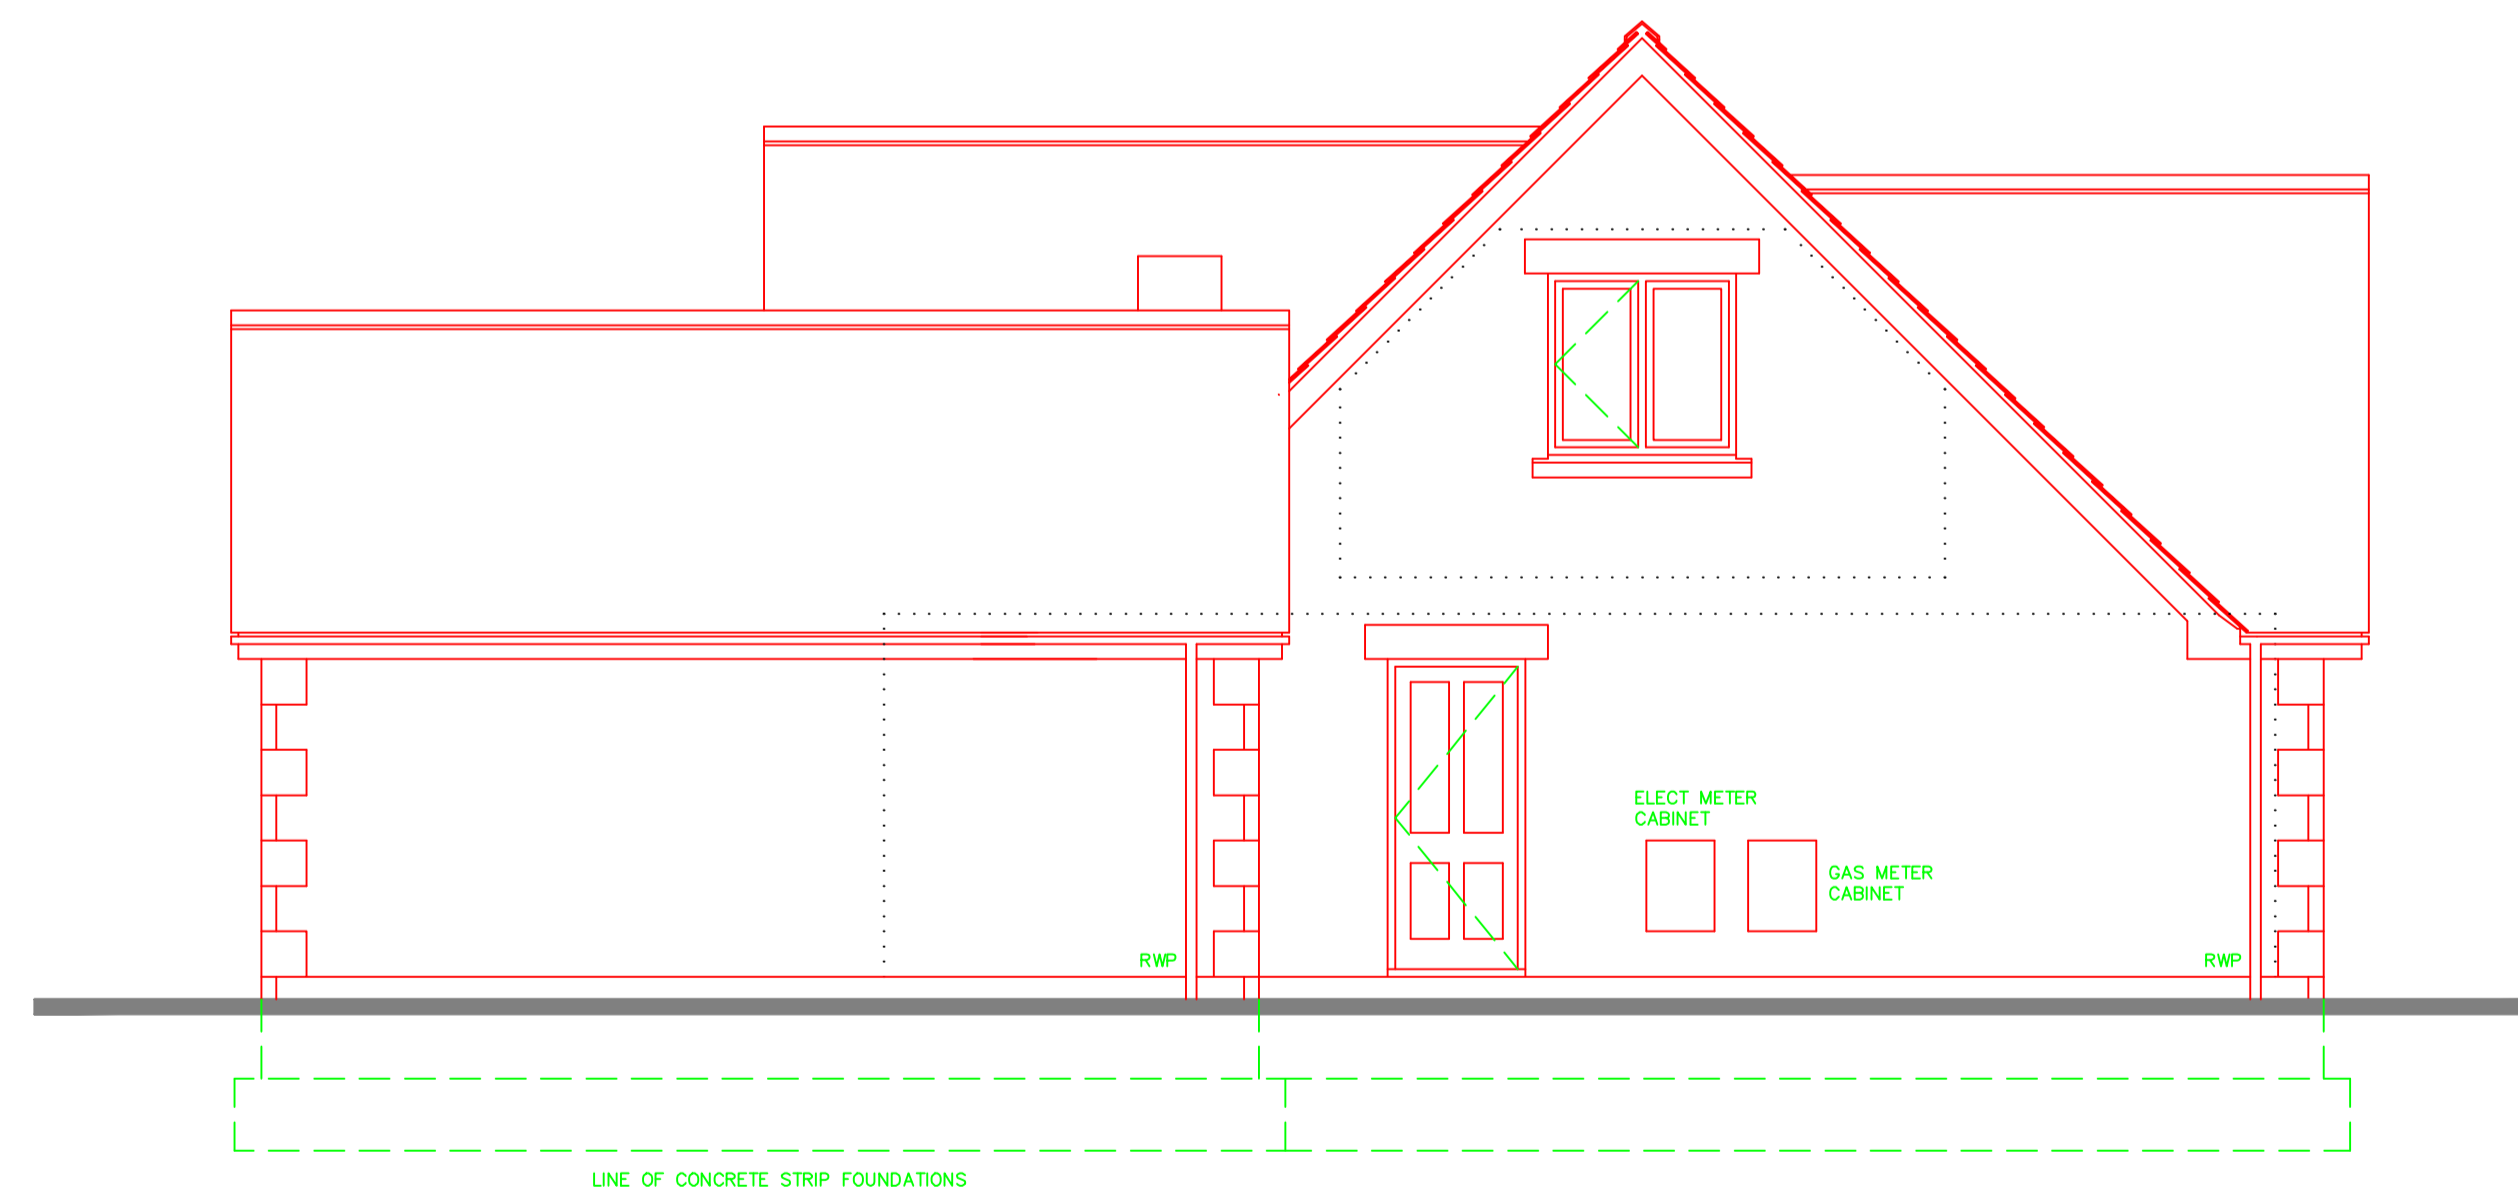 ELECT METER
CABINET
GAS METER
CABINET
RWP
RWP
LINE OF CONCRETE STRIP FOUNDATIONS